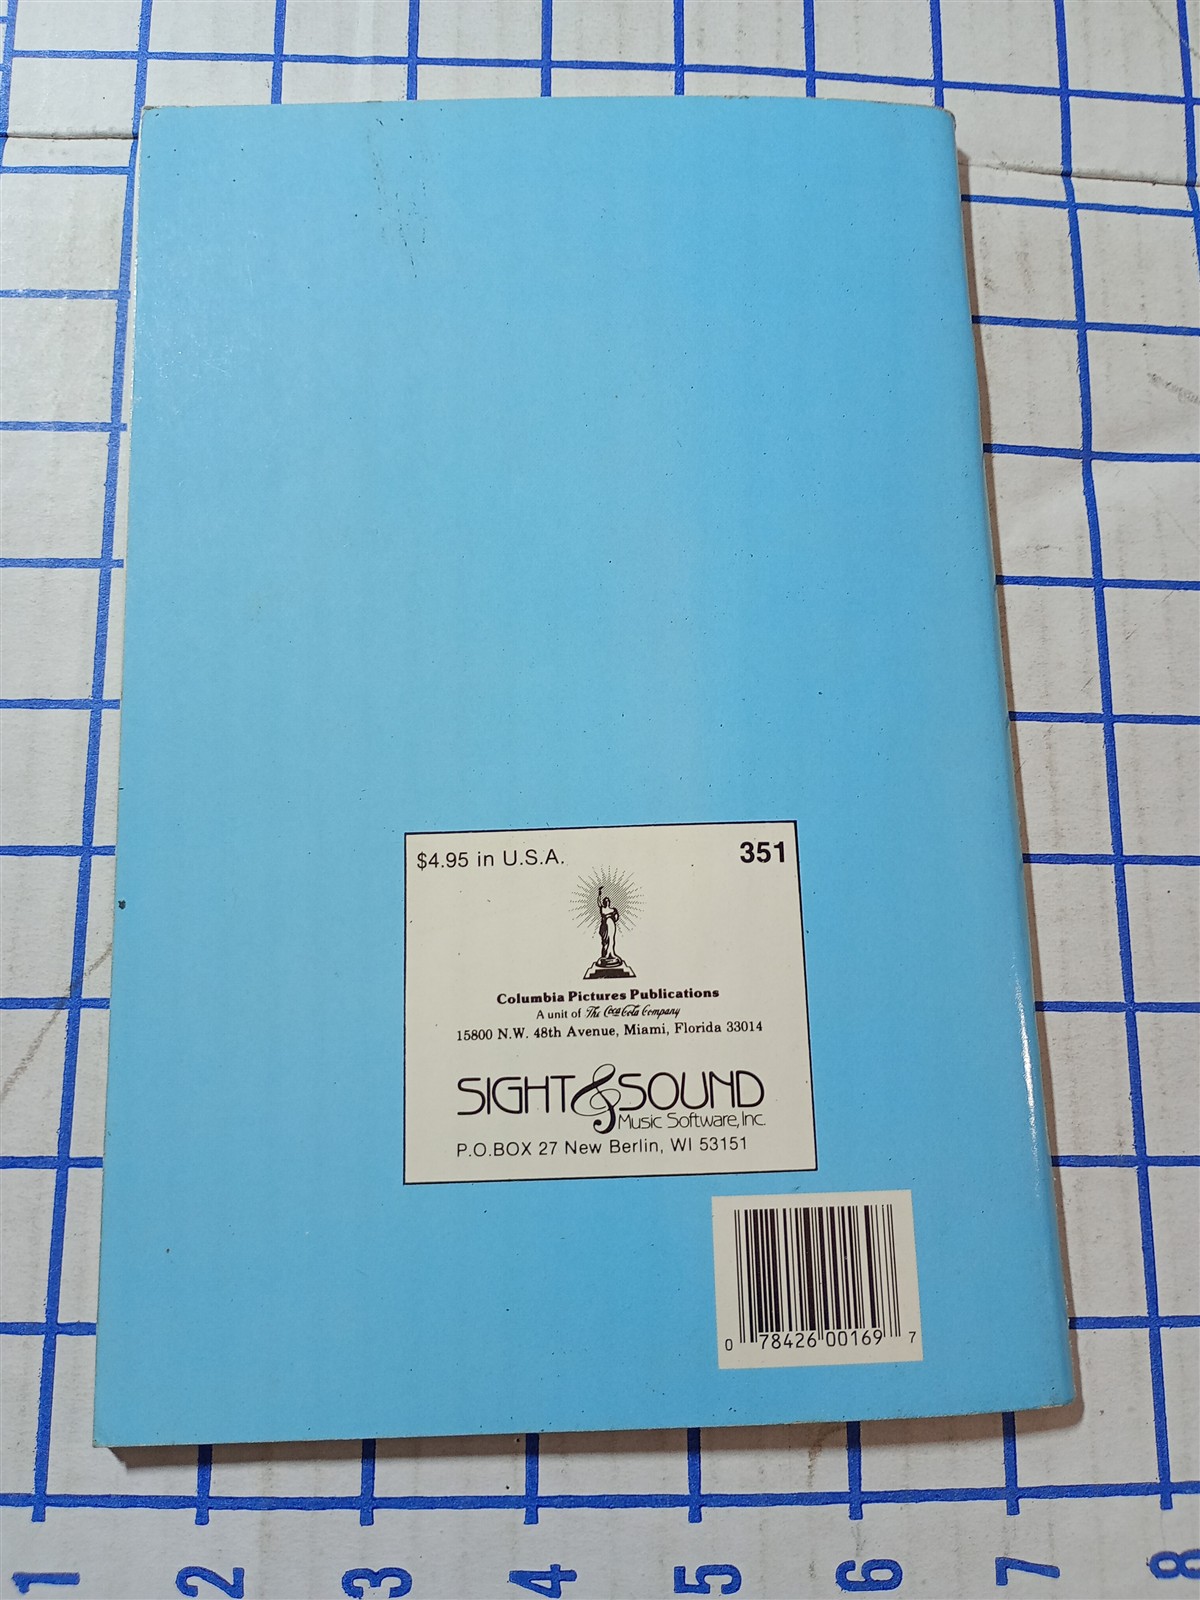 $4.95 in U.S.A.
351
Columbia Pictures Publications
A unit of The Coca-Cola Company
15800 N.W. 48th Avenue, Miami, Florida 33014
SIGHT & SOUND
Music Software, Inc.
P.O.BOX 27 New Berlin, WI 53151
0 78426 00169 7
1 2 3 4 5 6 7 8